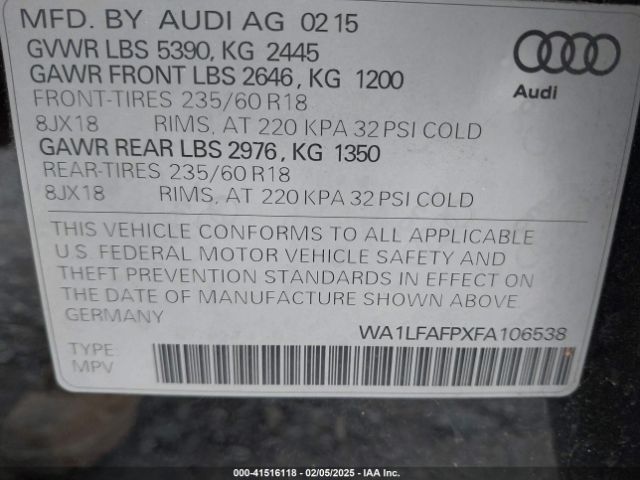 MFD. BY AUDI AG 02 15
GVWR LBS 5390, KG 2445
GAWR FRONT LBS 2646, KG 1200
FRONT-TIRES 235/60 R18
8JX18 RIMS, AT 220 KPA 32 PSI COLD
GAWR REAR LBS 2976, KG 1350
REAR-TIRES 235/60 R18
8JX18 RIMS, AT 220 KPA 32 PSI COLD
Audi
THIS VEHICLE CONFORMS TO ALL APPLICABLE
U.S. FEDERAL MOTOR VEHICLE SAFETY AND
THEFT PREVENTION STANDARDS IN EFFECT ON
THE DATE OF MANUFACTURE SHOWN ABOVE
GERMANY
WA1LFAFPXFA106538
TYPE:
MPV
000-41516118 - 02/05/2025 - IAA Inc.